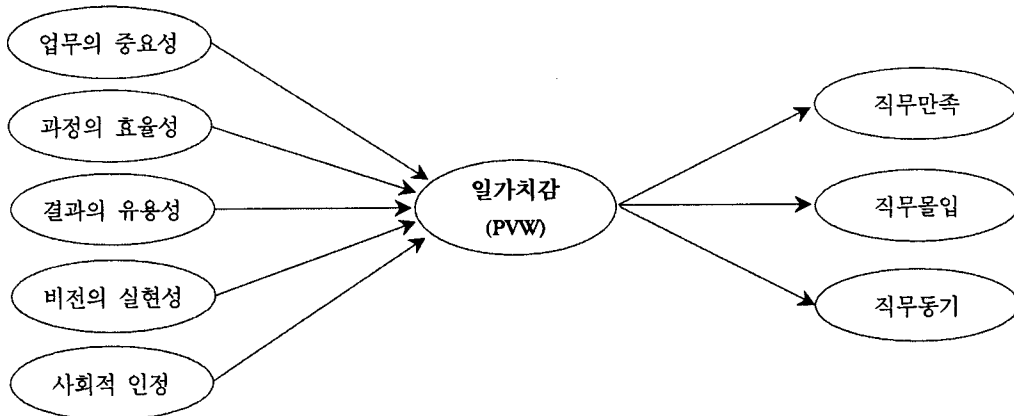 업무의 중요성
과정의 효율성
결과의 유용성
비전의 실현성
사회적 인정
일가치감
(PVW)
직무만족
직무몰입
직무동기